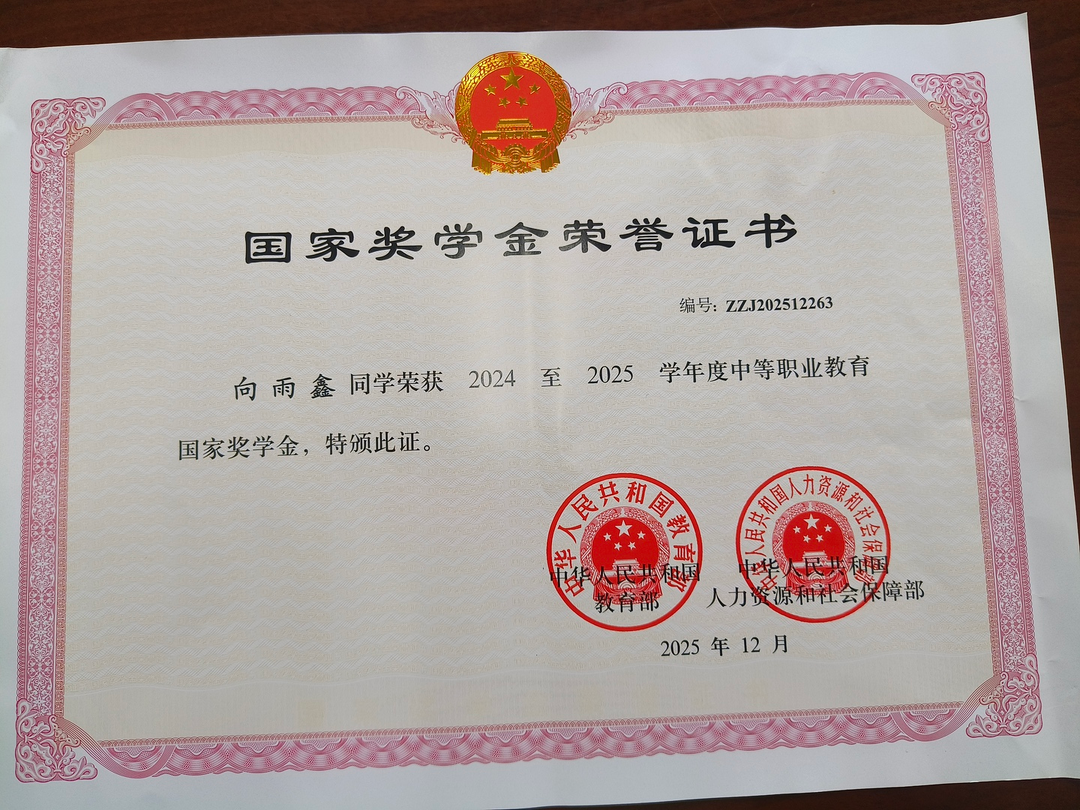 国家奖学金荣誉证书
编号：ZZJ202512263
向雨鑫同学荣获 2024 至 2025 学年度中等职业教育
国家奖学金，特颁此证。
中华人民共和国教育部
中华人民共和国人力资源和社会保障部
中华人民共和国
教育部
中华人民共和国
人力资源和社会保障部
2025 年 12 月